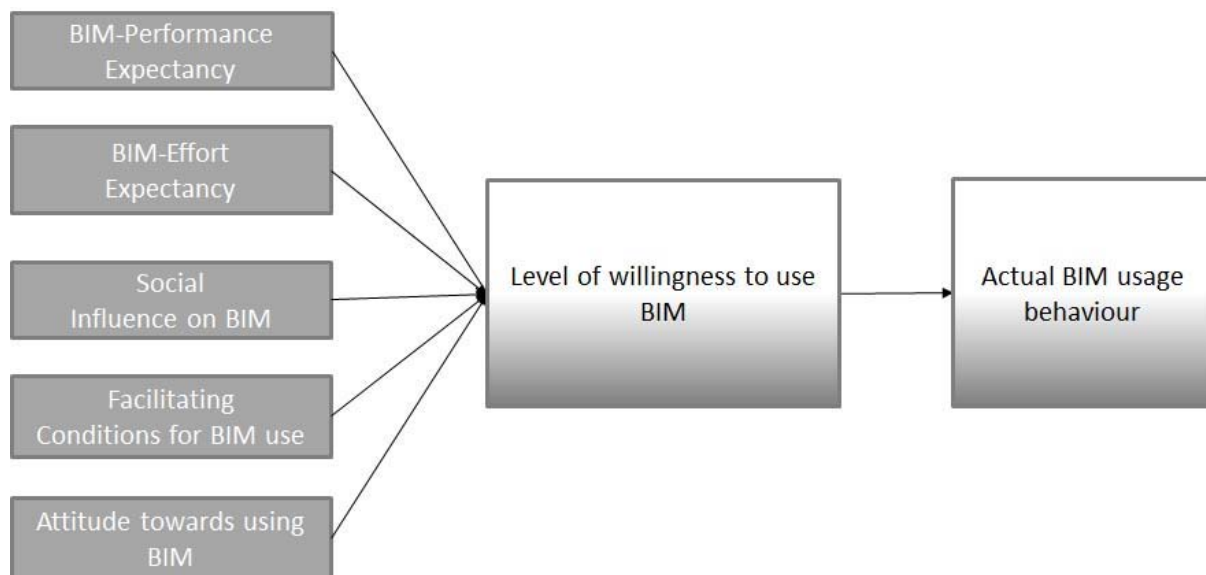 BIM-Performance
Expectancy
BIM-Effort
Expectancy
Social
Influence on BIM
Facilitating
Conditions for BIM use
Attitude towards using
BIM
Level of willingness to use
BIM
Actual BIM usage
behaviour